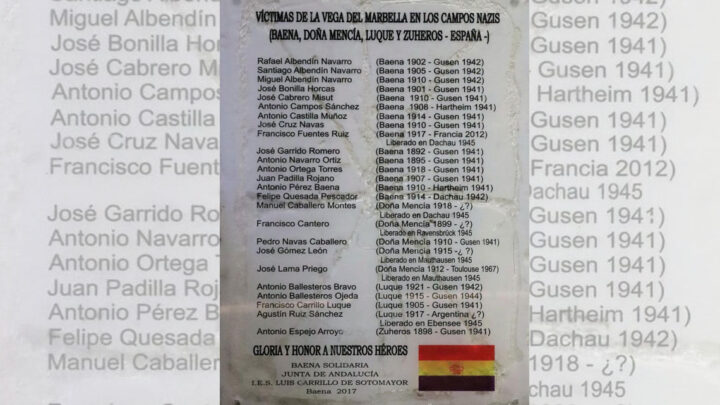 VÍCTIMAS DE LA VEGA DEL MARBELLA EN LOS CAMPOS NAZIS
(BAENA, DOÑA MENCÍA, LUQUE Y ZUHEROS - ESPAÑA -)
Rafael Albendín Navarro (Baena 1902 - Gusen 1942)
Santiago Albendín Navarro (Baena 1905 - Gusen 1942)
Miguel Albendín Navarro (Baena 1910 - Gusen 1942)
José Bonilla Horcas (Baena 1901 - Gusen 1941)
José Cabrero Misut (Baena 1910 - Gusen 1941)
Antonio Campos Sánchez (Baena 1906 - Hartheim 1941)
Antonio Castilla Muñoz (Baena 1914 - Gusen 1941)
José Cruz Navas (Baena 1910 - Gusen 1941)
Francisco Fuentes Ruiz (Baena 1917 - Francia 2012)
Liberado en Dachau 1945
José Garrido Romero (Baena 1892 - Gusen 1941)
Antonio Navarro Ortiz (Baena 1895 - Gusen 1941)
Antonio Ortega Torres (Baena 1918 - Gusen 1941)
Juan Padilla Rojano (Baena 1907 - Gusen 1941)
Antonio Pérez Baena (Baena 1910 - Hartheim 1941)
Felipe Quesada Pescador (Baena 1914 - Dachau 1942)
Manuel Caballero Montes (Doña Mencia 1918 - ¿?)
Liberado en Dachau 1945
Francisco Cantero (Doña Mencia 1899 - ¿?)
Liberado en Ravensbrück 1945
Pedro Navas Caballero (Doña Mencia 1910 - Gusen 1941)
José Gómez León (Doña Mencia 1915 -¿?
Liberado en Mauthausen 1945
José Lama Priego (Doña Mencia 1912 - Toulouse 1967)
Liberado en Mauthausen 1945
Antonio Ballesteros Bravo (Luque 1921 - Gusen 1942)
Antonio Ballesteros Ojeda (Luque 1915 - Gusen 1944)
Francisco Carrillo Luque (Luque 1905 - Gusen 1941)
Agustín Ruiz Sánchez (Luque 1917 - Argentina ¿?)
Liberado en Ebensee 1945
Antonio Espejo Arroyo (Zuheros 1898 - Gusen 1941)
GLORIA Y HONOR A NUESTROS HÉROES
BAENA SOLIDARIA
JUNTA DE ANDALUCÍA
I.E.S. LUIS CARRILLO DE SOTOMAYOR
Baena 2017